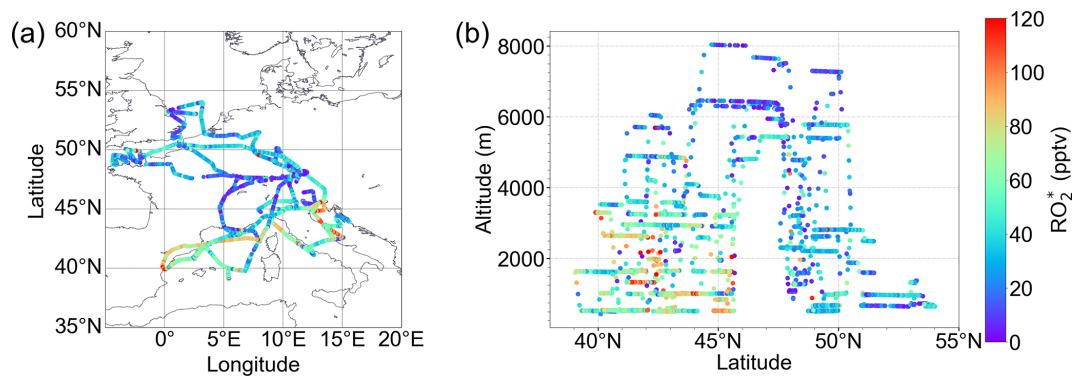 (a)
60°N
55°N
50°N
45°N
40°N
35°N
Latitude
0°
5°E
10°E
15°E
20°E
Longitude
(b)
8000
6000
4000
2000
Altitude (m)
40°N
45°N
50°N
55°N
Latitude
120
100
80
60
40
20
0
RO₂* (pptv)